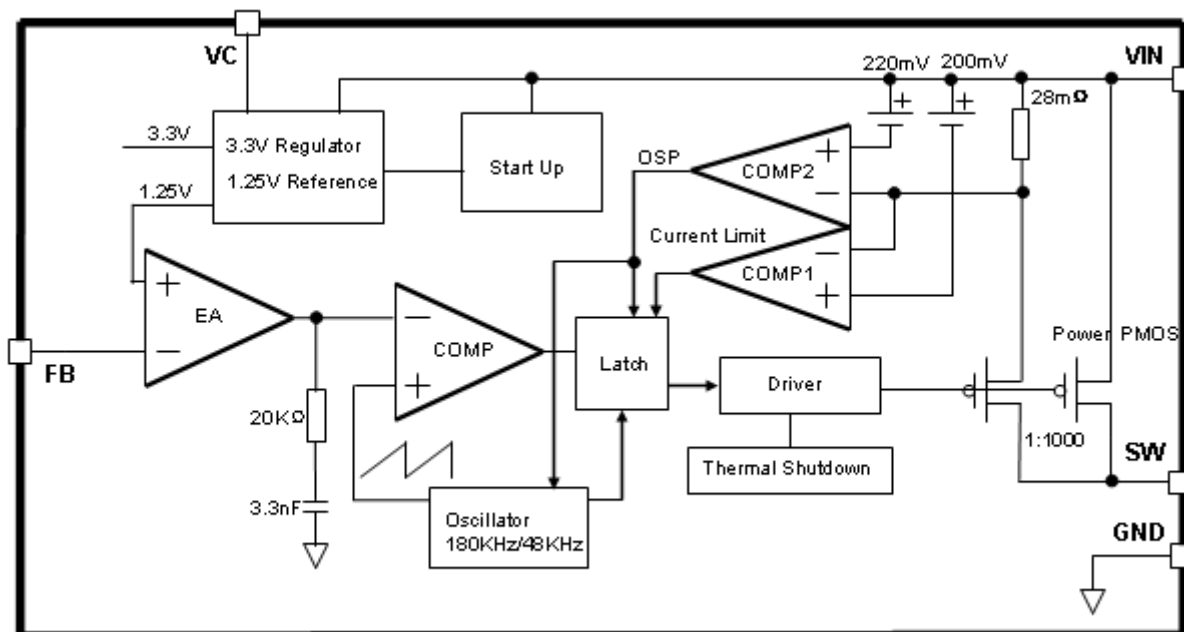 VC
220mV
200mV
VIN
28mΩ
3.3V
3.3V Regulator
1.25V Reference
1.25V
Start Up
OSP
+
COMP2
−
+
+
Current Limit
−
COMP1
+
+
EA
−
FB
−
COMP
+
Latch
Driver
Power PMOS
20KΩ
1:1000
Thermal Shutdown
SW
3.3nF
Oscillator
180KHz/48KHz
GND